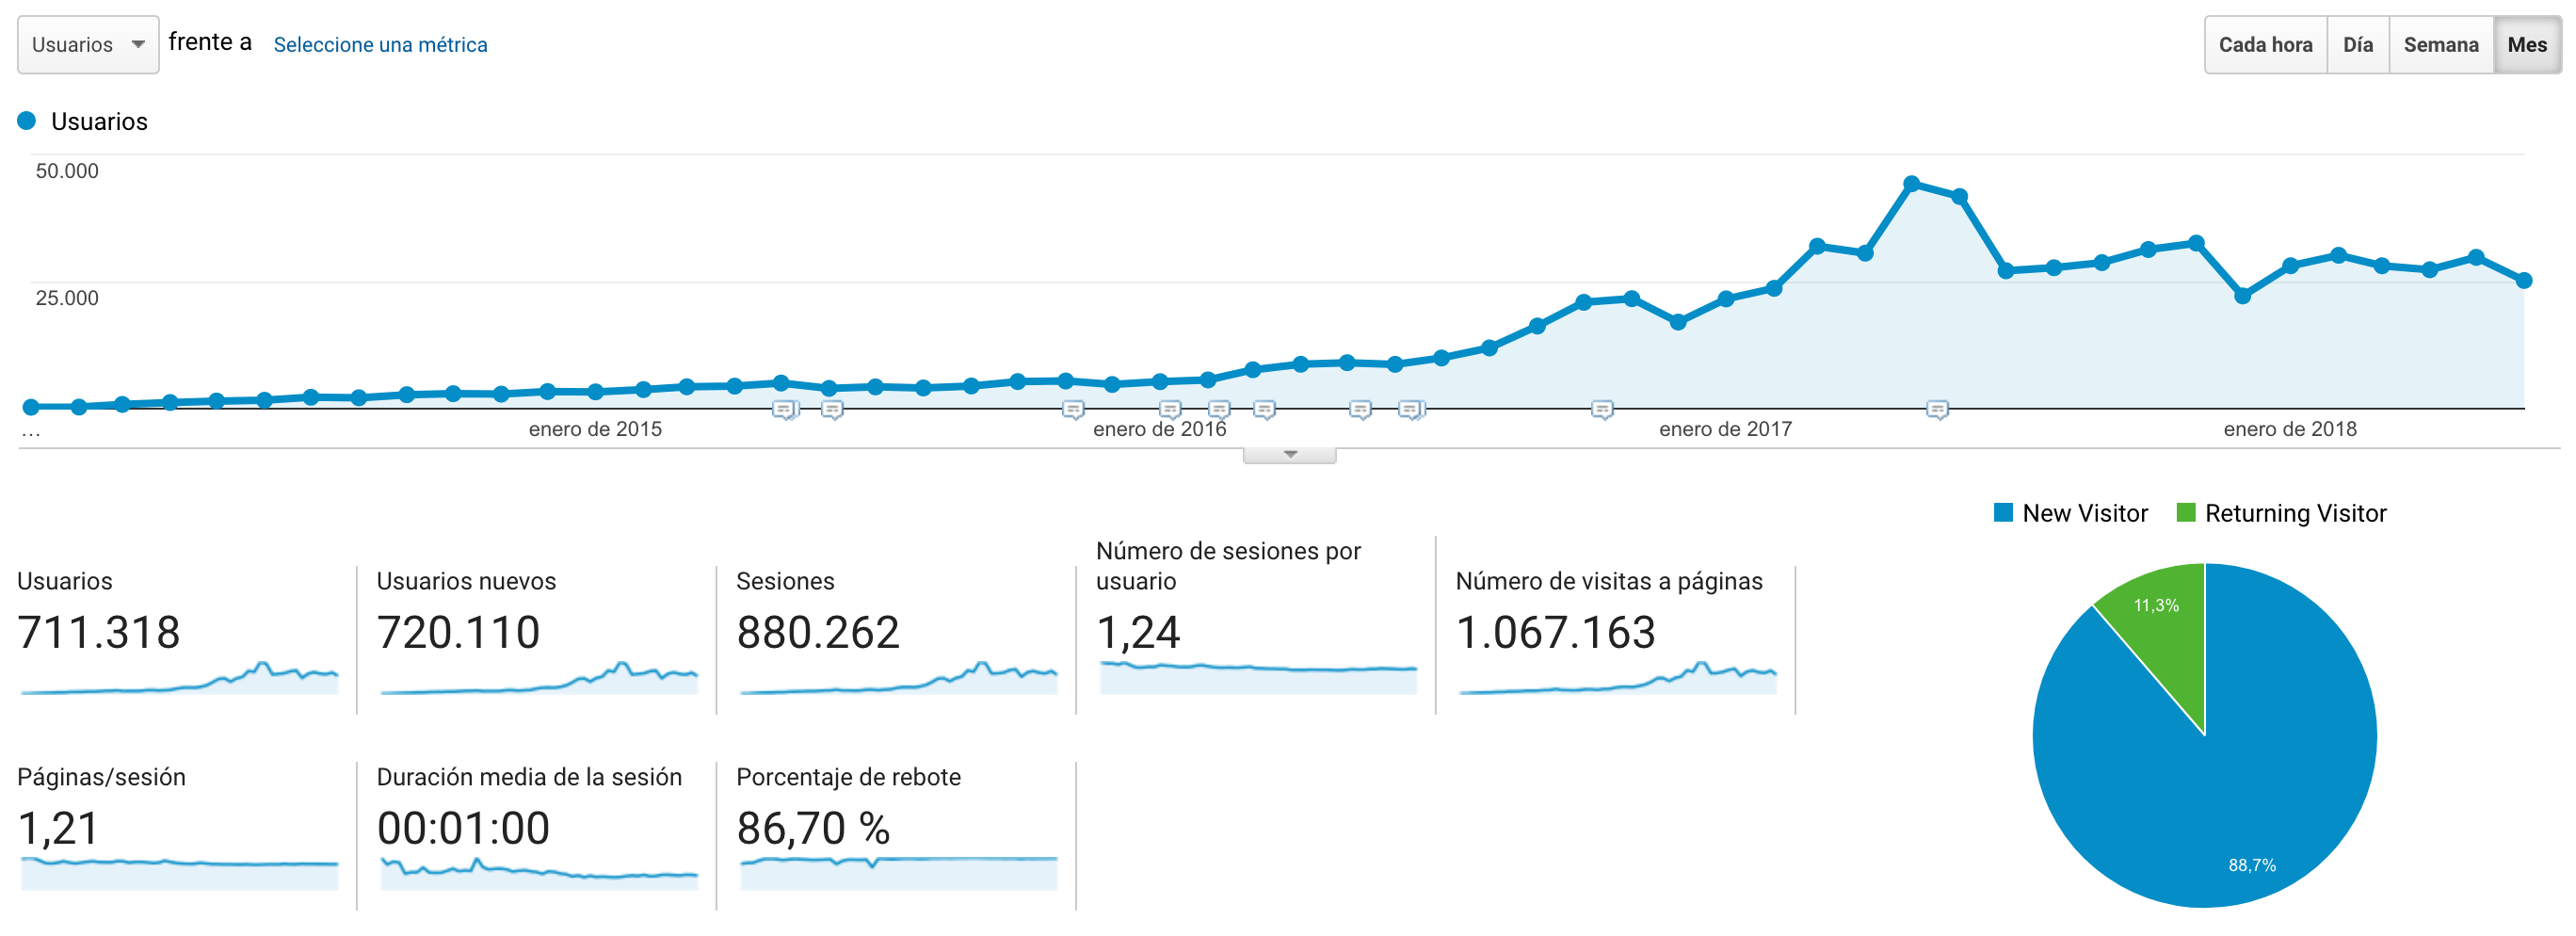 Usuarios frente a Seleccione una métrica
Cada hora Día Semana Mes
Usuarios
50.000
25.000
... enero de 2015 enero de 2016 enero de 2017 enero de 2018
New Visitor Returning Visitor
Usuarios
711.318
Usuarios nuevos
720.110
Sesiones
880.262
Número de sesiones por
usuario
1,24
Número de visitas a páginas
1.067.163
Páginas/sesión
1,21
Duración media de la sesión
00:01:00
Porcentaje de rebote
86,70 %
11,3%
88,7%